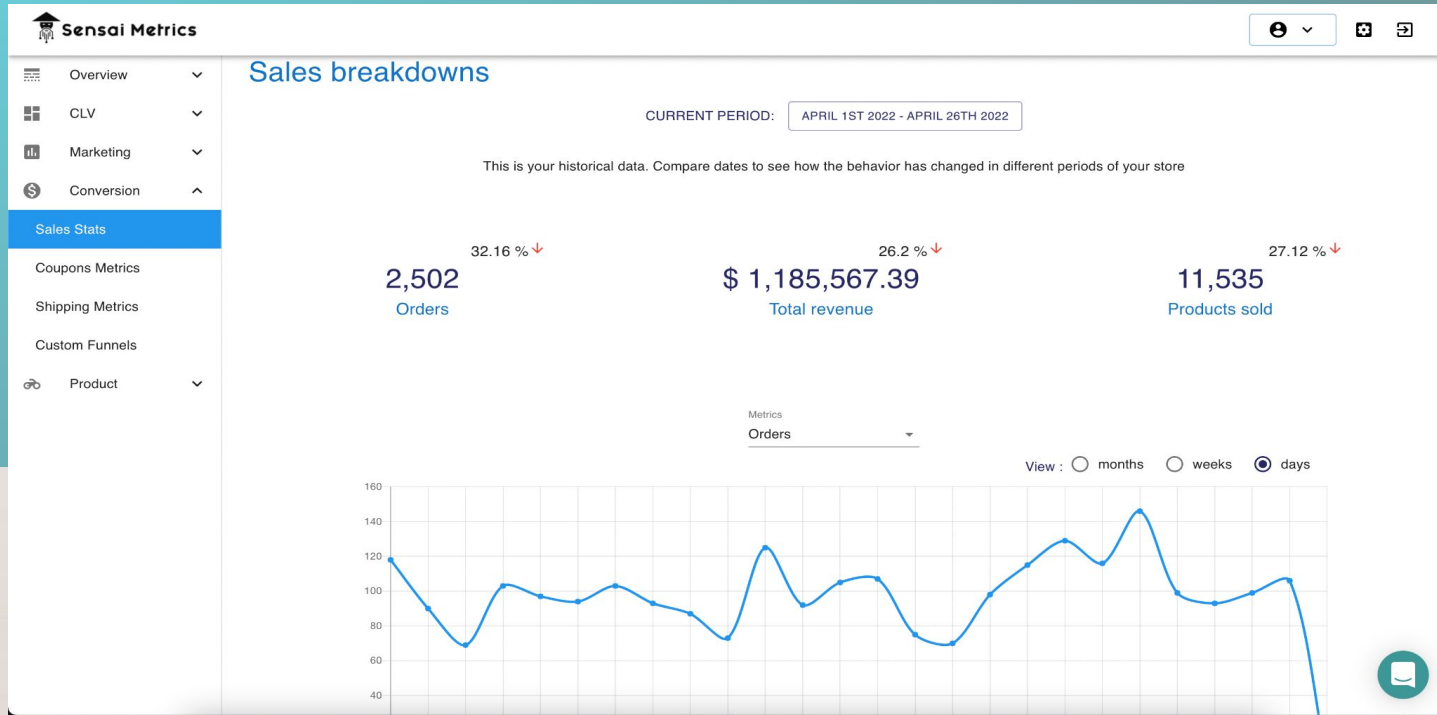 Sensai Metrics
Overview
CLV
Marketing
Conversion
Sales Stats
Coupons Metrics
Shipping Metrics
Custom Funnels
Product
Sales breakdowns
CURRENT PERIOD: APRIL 1ST 2022 - APRIL 26TH 2022
This is your historical data. Compare dates to see how the behavior has changed in different periods of your store
32.16 %
2,502
Orders
26.2 %
$ 1,185,567.39
Total revenue
27.12 %
11,535
Products sold
Metrics
Orders
View : months weeks days
160
140
120
100
80
60
40